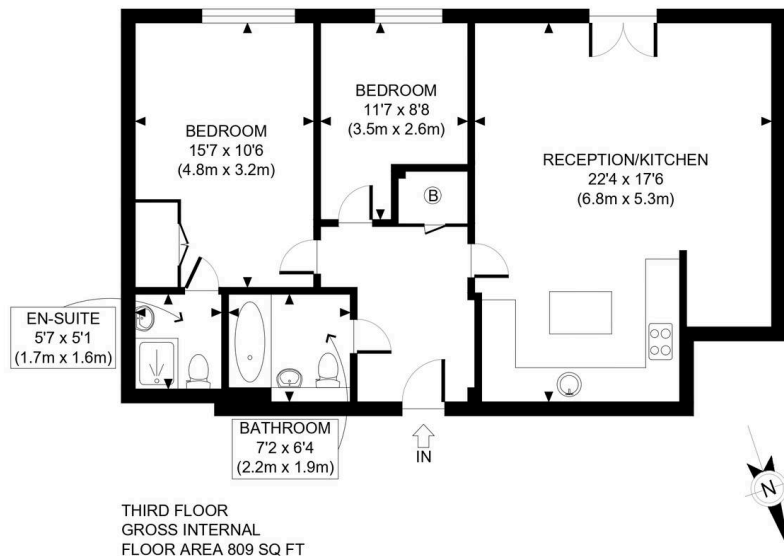 BEDROOM
15'7 x 10'6
(4.8m x 3.2m)
BEDROOM
11'7 x 8'8
(3.5m x 2.6m)
B
RECEPTION/KITCHEN
22'4 x 17'6
(6.8m x 5.3m)
EN-SUITE
5'7 x 5'1
(1.7m x 1.6m)
BATHROOM
7'2 x 6'4
(2.2m x 1.9m)
IN
N
THIRD FLOOR
GROSS INTERNAL
FLOOR AREA 809 SQ FT